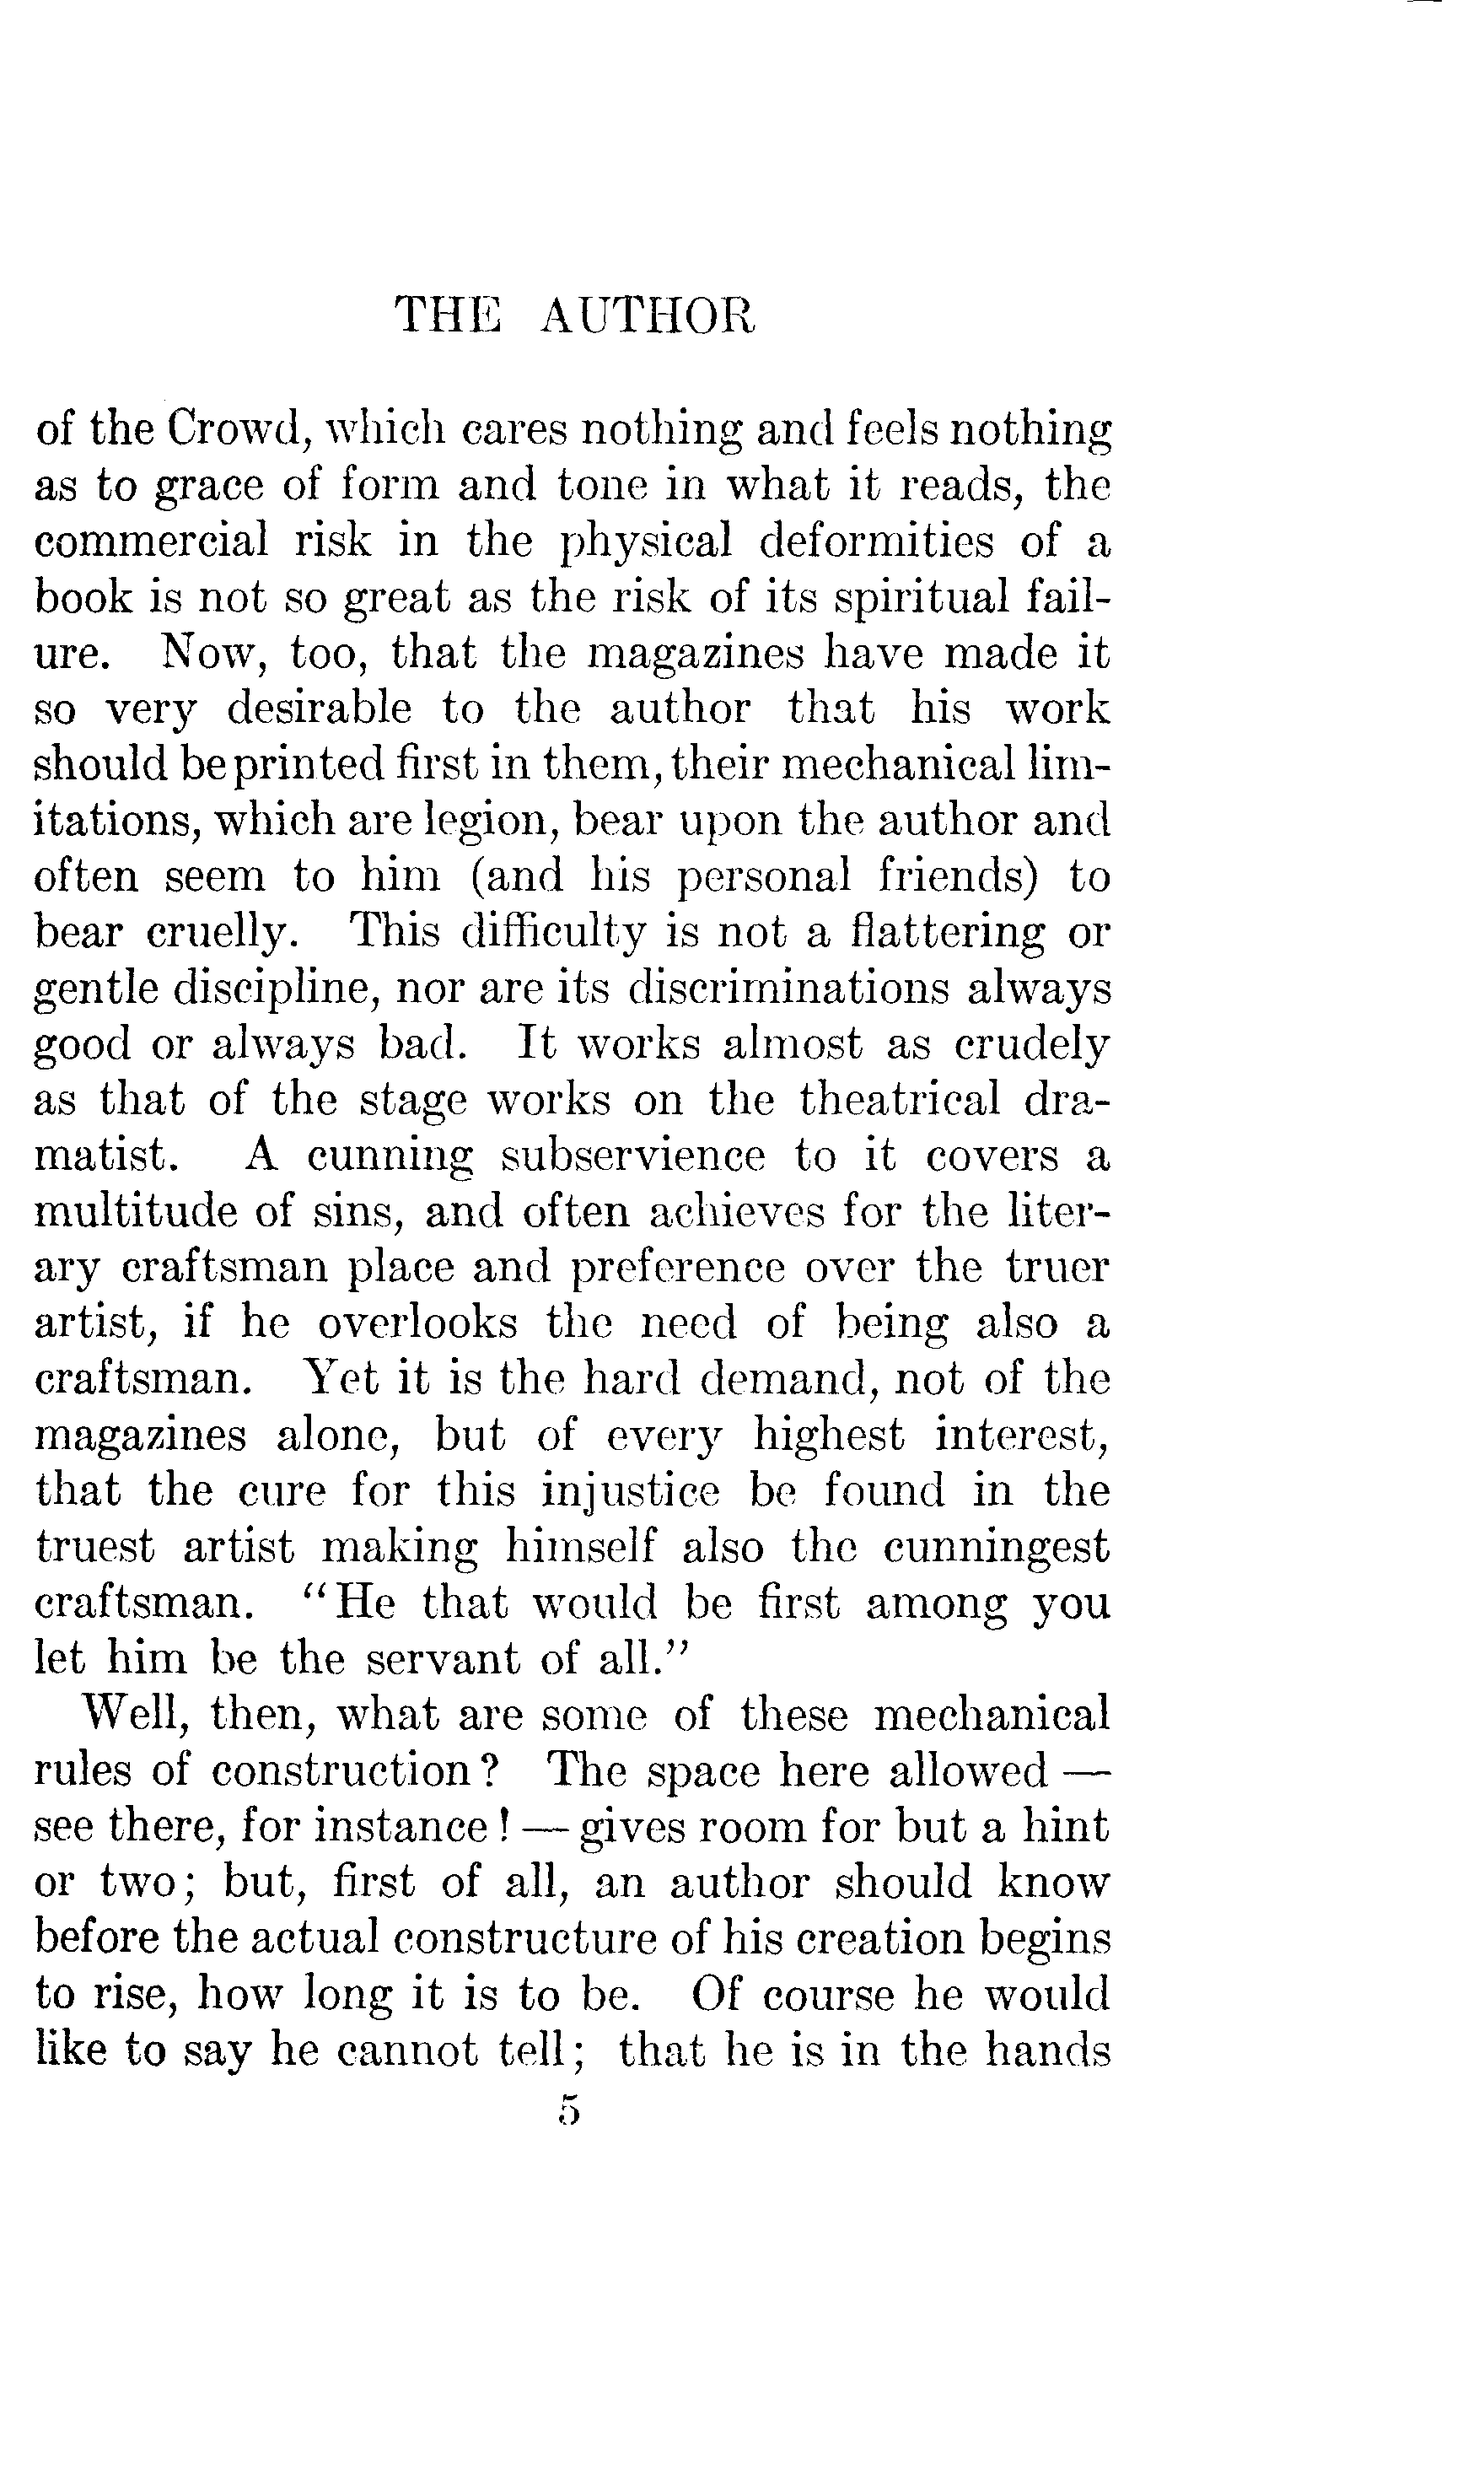 THE AUTHOR
of the Crowd, which cares nothing and feels nothing
as to grace of form and tone in what it reads, the
commercial risk in the physical deformities of a
book is not so great as the risk of its spiritual fail-
ure. Now, too, that the magazines have made it
so very desirable to the author that his work
should be printed first in them, their mechanical lim-
itations, which are legion, bear upon the author and
often seem to him (and his personal friends) to
bear cruelly. This difficulty is not a flattering or
gentle discipline, nor are its discriminations always
good or always bad. It works almost as crudely
as that of the stage works on the theatrical dra-
matist. A cunning subservience to it covers a
multitude of sins, and often achieves for the liter-
ary craftsman place and preference over the truer
artist, if he overlooks the need of being also a
craftsman. Yet it is the hard demand, not of the
magazines alone, but of every highest interest,
that the cure for this injustice be found in the
truest artist making himself also the cunningest
craftsman. "He that would be first among you
let him be the servant of all."
Well, then, what are some of these mechanical
rules of construction? The space here allowed —
see there, for instance! — gives room for but a hint
or two; but, first of all, an author should know
before the actual constructure of his creation begins
to rise, how long it is to be. Of course he would
like to say he cannot tell; that he is in the hands
5